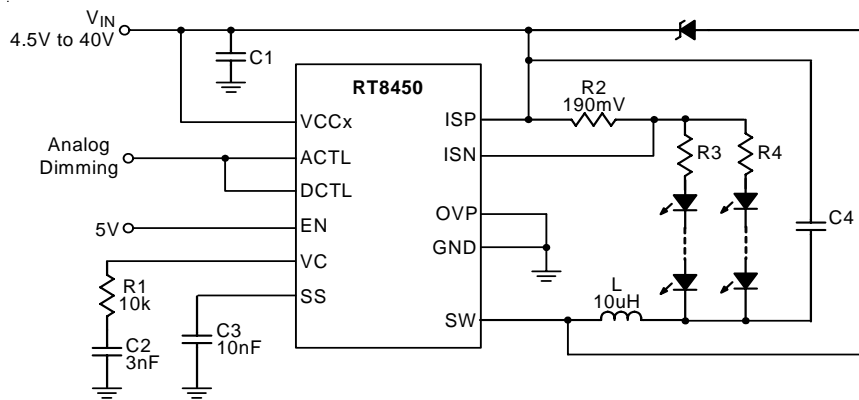 VIN
4.5V to 40V
C1
RT8450
R2
190mV
VCCx
ISP
Analog
Dimming
ACTL
ISN
R3
R4
DCTL
OVP
C4
5V
EN
GND
VC
R1
10k
SS
L
10uH
SW
C2
3nF
C3
10nF